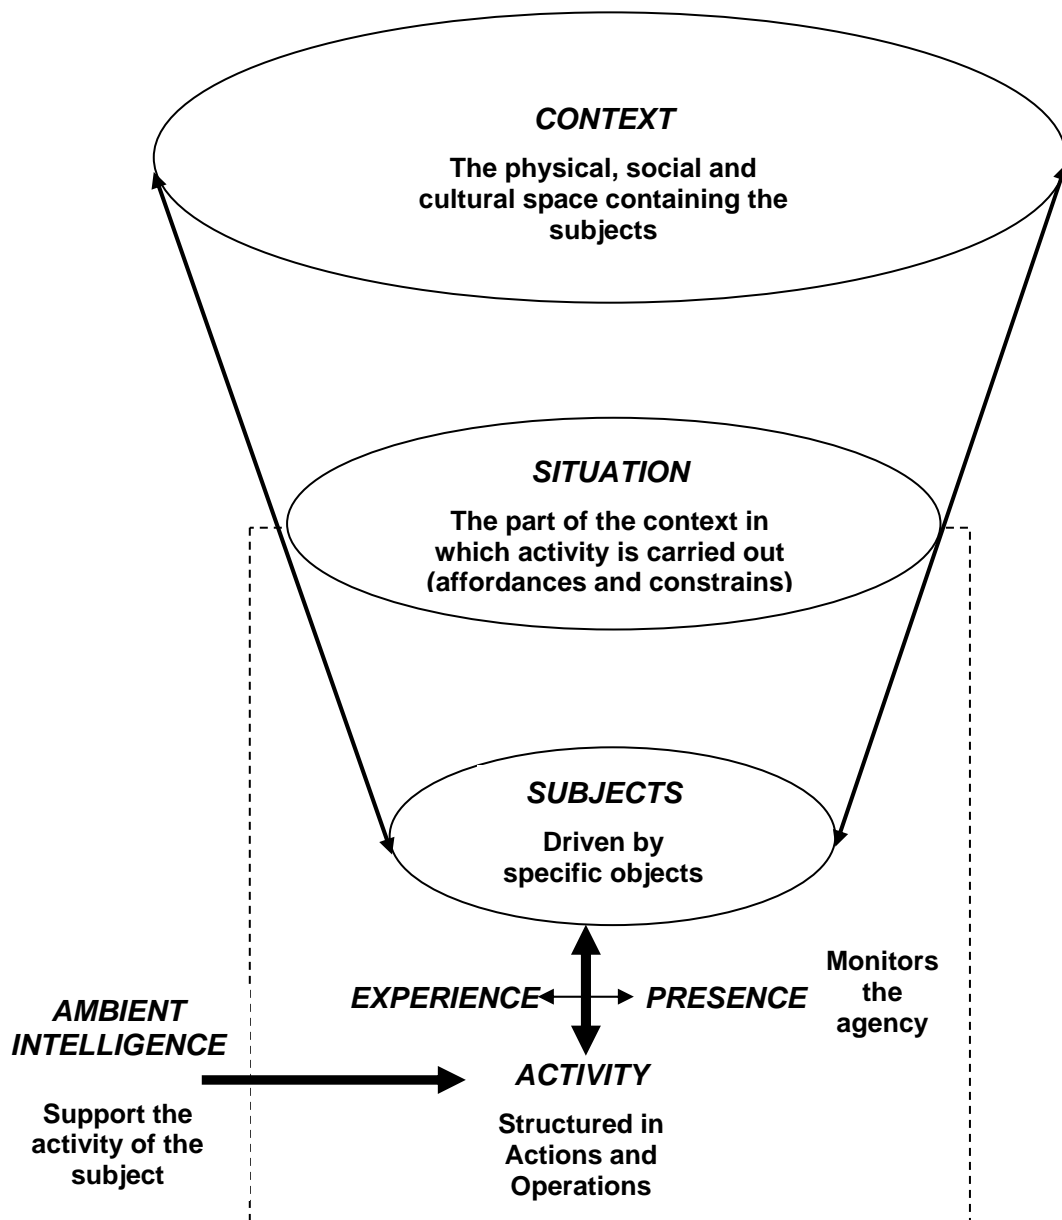 CONTEXT
The physical, social and
cultural space containing the
subjects
SITUATION
The part of the context in
which activity is carried out
(affordances and constrains)
SUBJECTS
Driven by
specific objects
EXPERIENCE
PRESENCE
Monitors
the
agency
AMBIENT
INTELLIGENCE
Support the
activity of the
subject
ACTIVITY
Structured in
Actions and
Operations